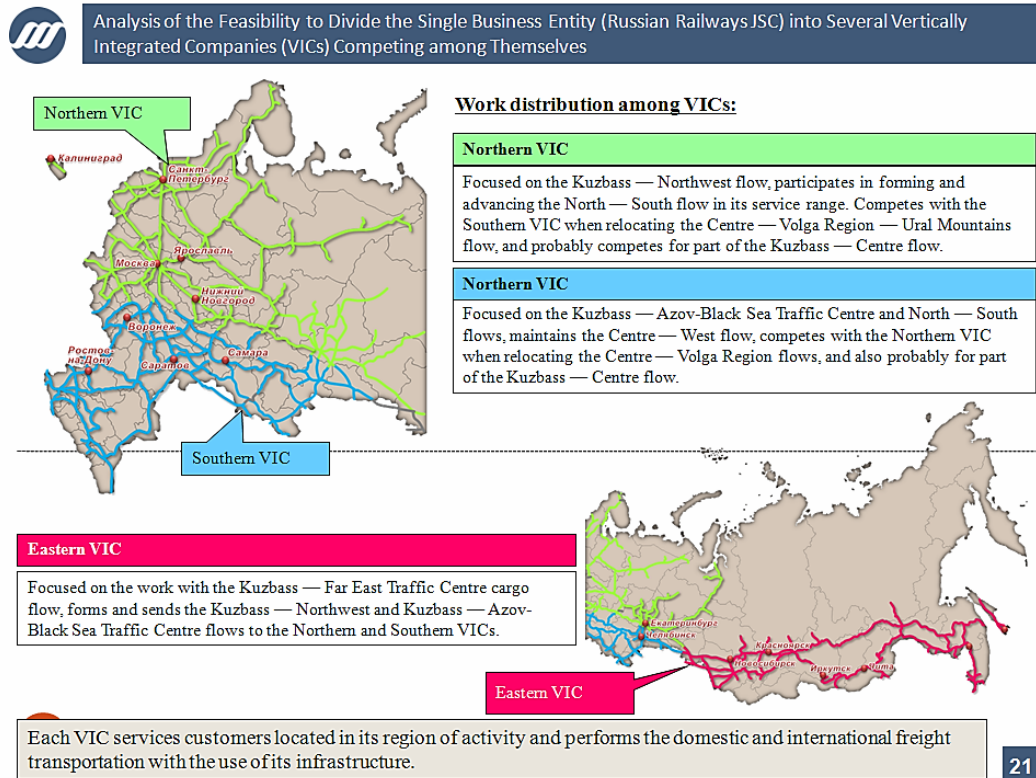 Analysis of the Feasibility to Divide the Single Business Entity (Russian Railways JSC) into Several Vertically
Integrated Companies (VICs) Competing among Themselves
Northern VIC
Калининград
Санкт-
Петербург
Ярославль
Москва
Нижний
Новгород
Воронеж
Ростов
на-Дону
Саратов
Самара
Southern VIC
Work distribution among VICs:
Northern VIC
Focused on the Kuzbass — Northwest flow, participates in forming and
advancing the North — South flow in its service range. Competes with the
Southern VIC when relocating the Centre — Volga Region — Ural Mountains
flow, and probably competes for part of the Kuzbass — Centre flow.
Northern VIC
Focused on the Kuzbass — Azov-Black Sea Traffic Centre and North — South
flows, maintains the Centre — West flow, competes with the Northern VIC
when relocating the Centre — Volga Region flows, and also probably for part
of the Kuzbass — Centre flow.
Eastern VIC
Focused on the work with the Kuzbass — Far East Traffic Centre cargo
flow, forms and sends the Kuzbass — Northwest and Kuzbass — Azov-
Black Sea Traffic Centre flows to the Northern and Southern VICs.
Екатеринбург
Челябинск
Красноярск
Новосибирск
Иркутск
Чита
Eastern VIC
Each VIC services customers located in its region of activity and performs the domestic and international freight
transportation with the use of its infrastructure.
21